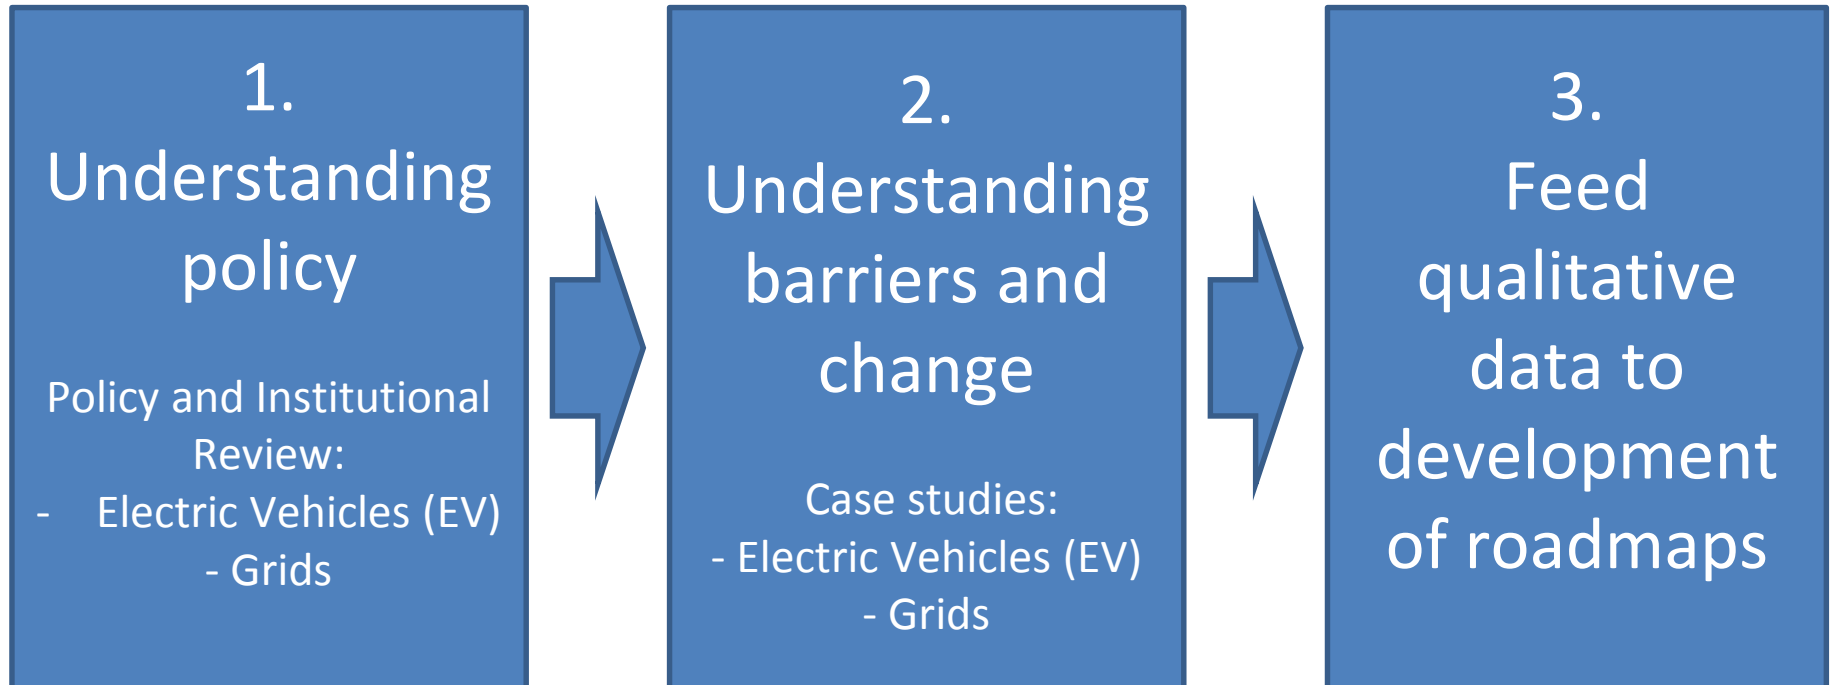 1.
Understanding
policy
Policy and Institutional
Review:
- Electric Vehicles (EV)
- Grids
2.
Understanding
barriers and
change
Case studies:
- Electric Vehicles (EV)
- Grids
3.
Feed
qualitative
data to
development
of roadmaps